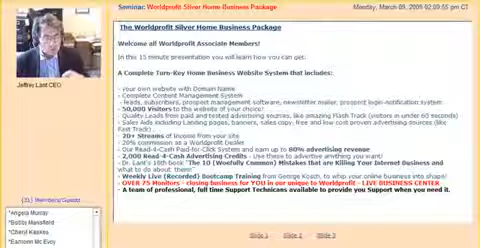 Seminar: Worldprofit Silver Home Business Package
Monday, March 09, 2009 02:09:55 pm CT
Jeffrey Lant CEO
(31) Members/Guests
*Angela Murray
*Bobby Mansfield
*Cheryl Kaskes
*Eamonn Mc Evoy
The Worldprofit Silver Home Business Package
Welcome all Worldprofit Associate Members!
In this 15 minute presentation you will learn how you can get:
A Complete Turn-Key Home Business Website System that includes:
- your own website with Domain Name
- Complete Content Management System
- leads, subscribers, prospect management software, newsletter mailer, prospect login-notification system
- 50,000 Visitors to the website of your choice!
- Quality Leads from paid and tested advertising sources, like amazing Flash Track (visitors in under 60 seconds)
- Sales Aids including Landing pages, banners, sales copy, free and low cost proven advertising sources (like
Fast Track) .
- 20+ Streams of Income from your site
- 20% commission as a Worldprofit Dealer
- Our Read-4-Cash Pay-for-Click System and earn up to 80% advertising revenue
- 2,000 Read-4-Cash Advertising Credits - Use these to advertise anything you want!
- Dr. Lant's 16th book "The 10 (Woefully Common) Mistakes that are Killing Your Internet Business and
what to do about them!"
- Weekly Live (Recorded) Bootcamp Training from George Kosch, to whip your online business into shape!
- OVER 75 Monitors - closing business for YOU in our unique to Worldprofit - LIVE BUSINESS CENTER
- A team of professional, full time Support Technicans available to provide you Support when you need it.
Slide 1 Slide 2 Slide 3